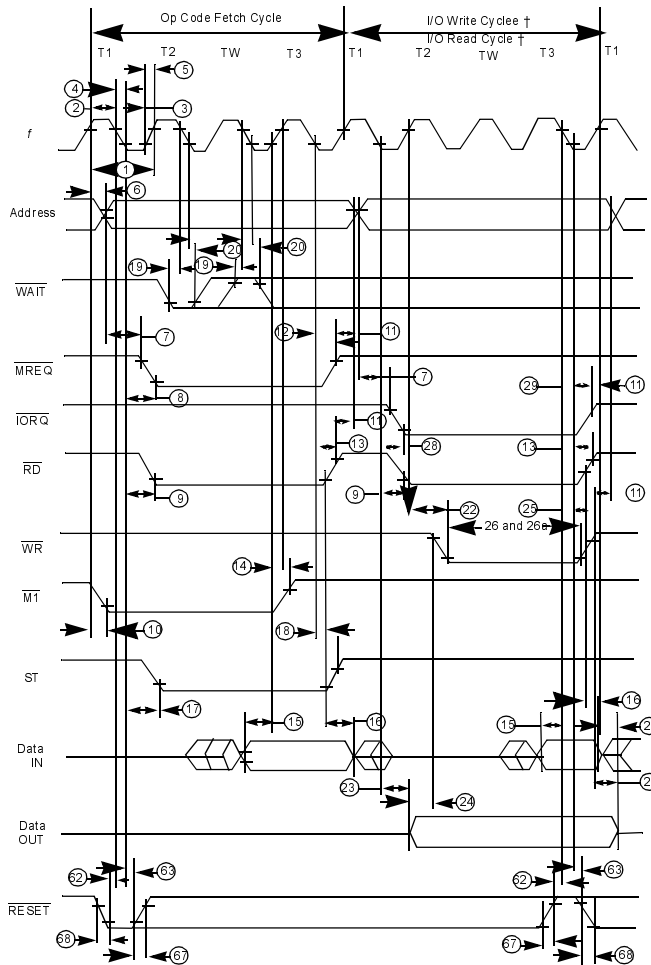 Op Code Fetch Cycle
I/O Write Cyclee †
I/O Read Cycle †
T1 T2 TW T3 T1 T2 TW T3 T1
5
4
2 3
f
1
6
Address
20 20
19 19
WAIT
7 12 11
MREQ
8 7 29 11
IORQ
11
13 28 13
RD
9 9 22 25 11
26 and 26a
WR
14
M1
10 18
ST
17 16
15 16 15 2
Data
IN
23 24 2
Data
OUT
62 63 62 63
RESET
68 67 67 68